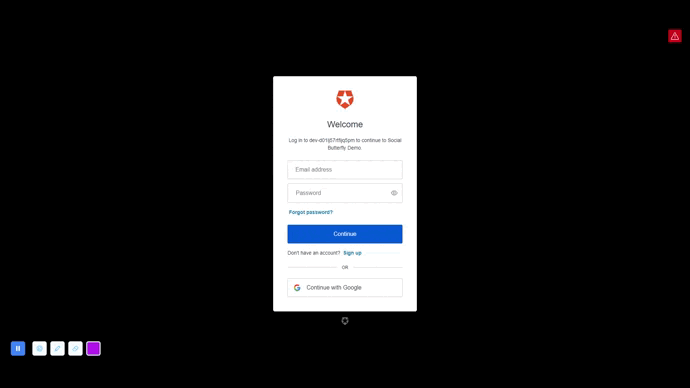 Welcome
Log in to dev-d01lj57rt5jq5pm to continue to Social
Butterfly Demo.
Email address
Password
Forgot password?
Continue
Don't have an account? Sign up
OR
Continue with Google